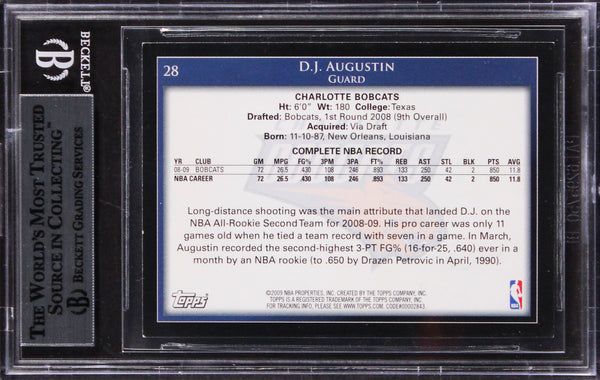 BECKETT®
B
THE WORLD'S MOST TRUSTED
SOURCE IN COLLECTING™
B BECKETT GRADING SERVICES
28
D.J. AUGUSTIN
GUARD
CHARLOTTE BOBCATS
Ht: 6'0" Wt: 180 College: Texas
Drafted: Bobcats, 1st Round 2008 (9th Overall)
Acquired: Via Draft
Born: 11-10-87, New Orleans, Louisiana
COMPLETE NBA RECORD
YR CLUB GM MPG FG% 3PM 3PA FT% REB AST STL BLK PTS AVG
08-09 BOBCATS 72 26.5 .430 108 246 .893 133 250 42 2 850 11.8
NBA CAREER 72 26.5 .430 108 246 .893 133 250 42 2 850 11.8
Long-distance shooting was the main attribute that landed D.J. on the
NBA All-Rookie Second Team for 2008-09. His pro career was only 11
games old when he tied a team record with seven in a game. In March,
Augustin recorded the second-highest 3-PT FG% (16-for-25, .640) ever in a
month by an NBA rookie (to .650 by Drazen Petrovic in April, 1990).
Topps
©2009 NBA PROPERTIES, INC. CREATED BY THE TOPPS COMPANY, INC.
TOPPS IS A REGISTERED TRADEMARK OF THE TOPPS COMPANY, INC.
FOR TRACKING INFO, PLEASE SEE WWW.TOPPS.COM. CODE#00002843.
NBA